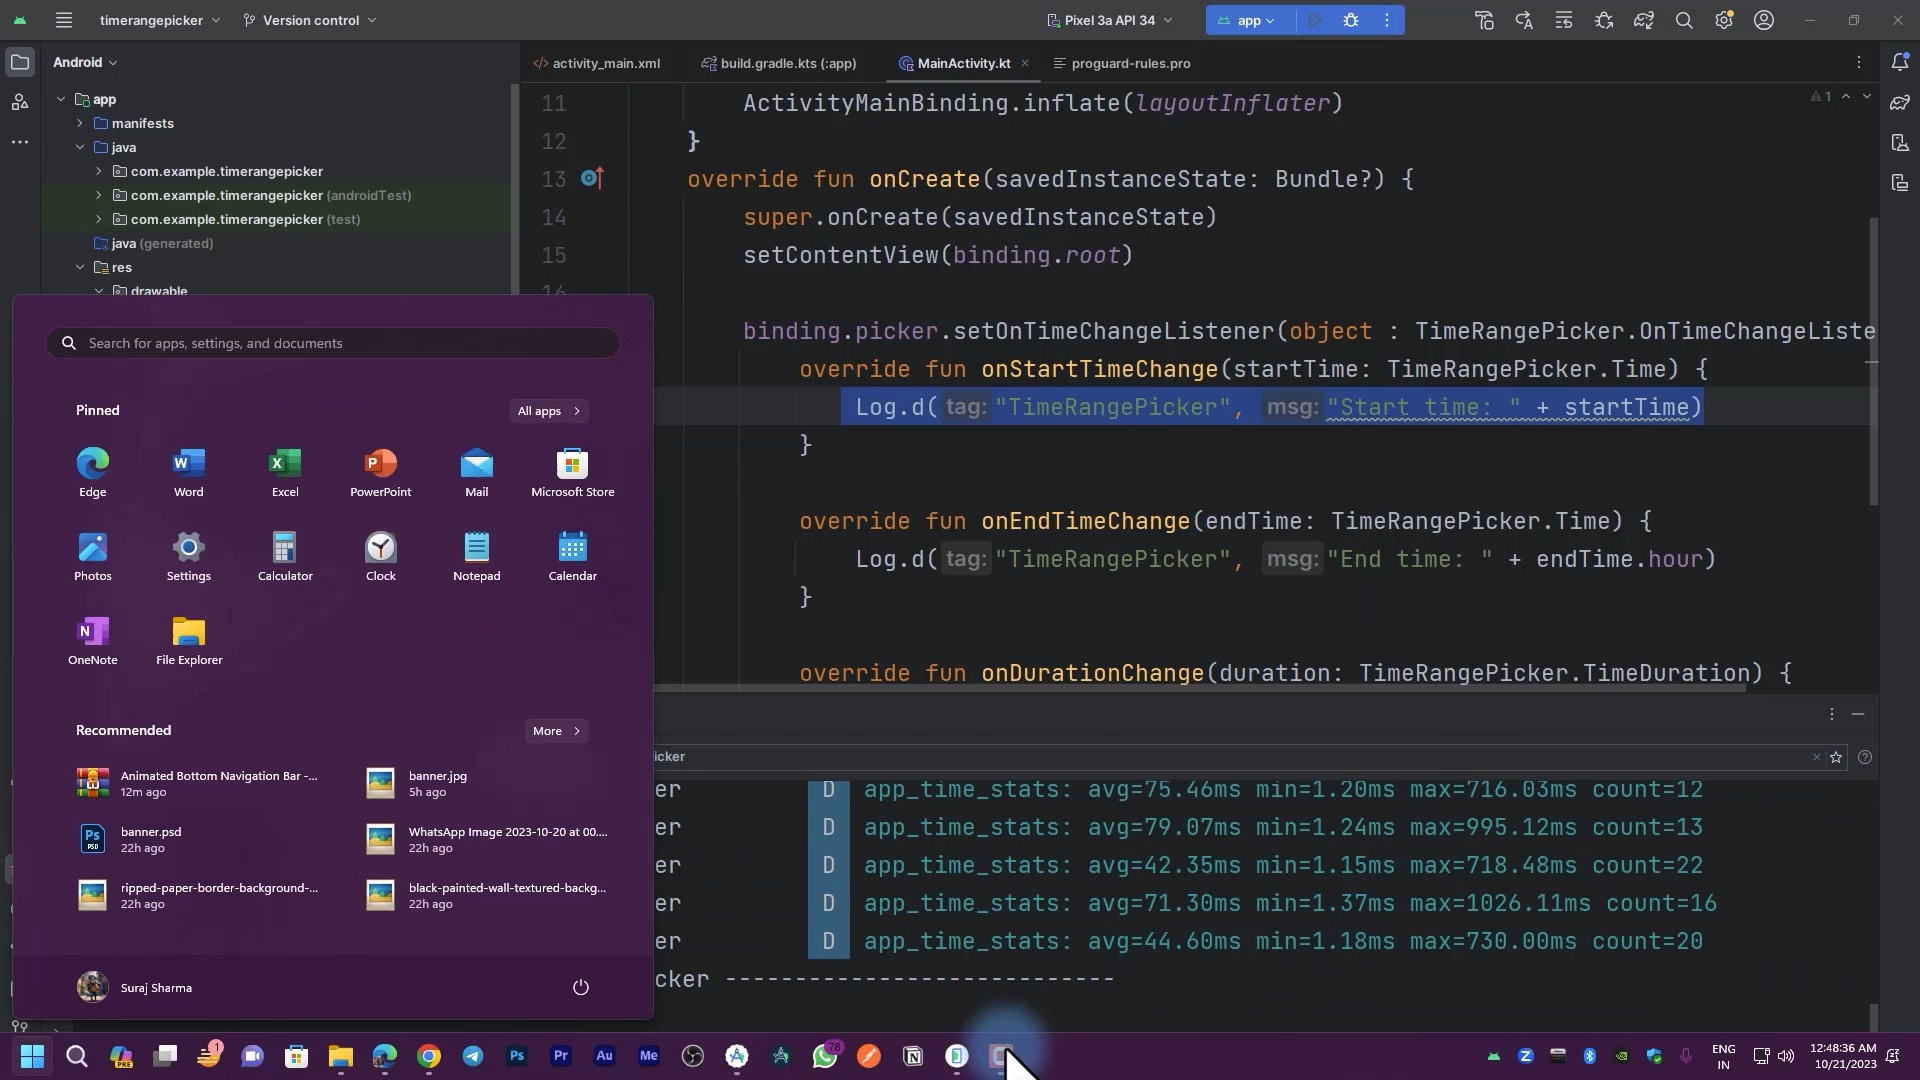 timerangepicker
Version control
Pixel 3a API 34
app
Android
activity_main.xml
build.gradle.kts (:app)
MainActivity.kt
proguard-rules.pro
app
manifests
java
com.example.timerangepicker
com.example.timerangepicker (androidTest)
com.example.timerangepicker (test)
java (generated)
res
drawable
1
11 ActivityMainBinding.inflate(layoutInflater)
12 }
13 override fun onCreate(savedInstanceState: Bundle?) {
14 super.onCreate(savedInstanceState)
15 setContentView(binding.root)
16
binding.picker.setOnTimeChangeListener(object : TimeRangePicker.OnTimeChangeListe
override fun onStartTimeChange(startTime: TimeRangePicker.Time) {
Log.d( tag: "TimeRangePicker", msg: "Start time: " + startTime)
}
override fun onEndTimeChange(endTime: TimeRangePicker.Time) {
Log.d( tag: "TimeRangePicker", msg: "End time: " + endTime.hour)
}
override fun onDurationChange(duration: TimeRangePicker.TimeDuration) {
Search for apps, settings, and documents
Pinned
All apps
Edge
Word
Excel
PowerPoint
Mail
Microsoft Store
Photos
Settings
Calculator
Clock
Notepad
Calendar
OneNote
File Explorer
Recommended
More
Animated Bottom Navigation Bar -...
12m ago
banner.jpg
5h ago
banner.psd
22h ago
WhatsApp Image 2023-10-20 at 00....
22h ago
ripped-paper-border-background-...
22h ago
black-painted-wall-textured-backg...
22h ago
Suraj Sharma
icker
er D app_time_stats: avg=75.46ms min=1.20ms max=716.03ms count=12
er D app_time_stats: avg=79.07ms min=1.24ms max=995.12ms count=13
er D app_time_stats: avg=42.35ms min=1.15ms max=718.48ms count=22
er D app_time_stats: avg=71.30ms min=1.37ms max=1026.11ms count=16
er D app_time_stats: avg=44.60ms min=1.18ms max=730.00ms count=20
cker ----------------------------
PRE
1
Ps
Pr
Au
Me
78
ENG
IN
12:48:36 AM
10/21/2023